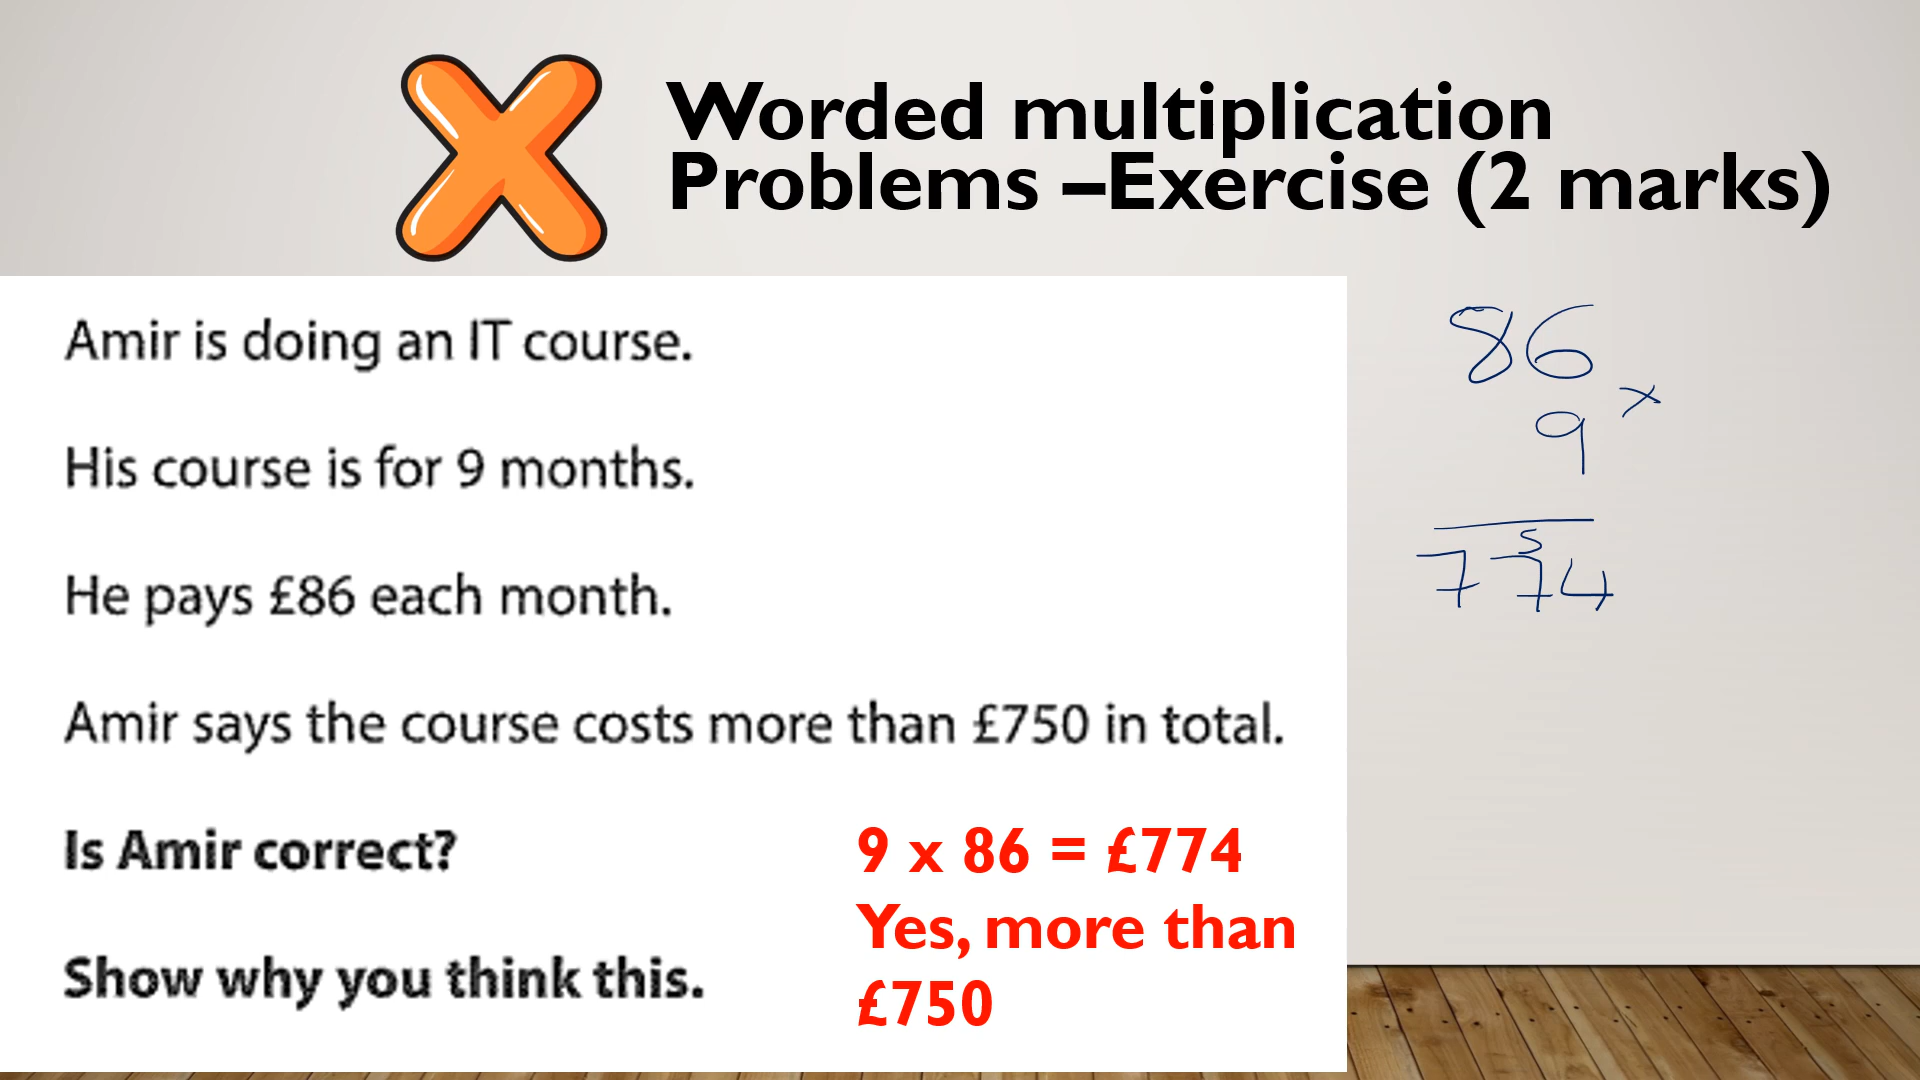 Worded multiplication
Problems –Exercise (2 marks)
Amir is doing an IT course.
His course is for 9 months.
He pays £86 each month.
Amir says the course costs more than £750 in total.
Is Amir correct?
Show why you think this.
9 x 86 = £774
Yes, more than
£750
86
9 ×
5
774